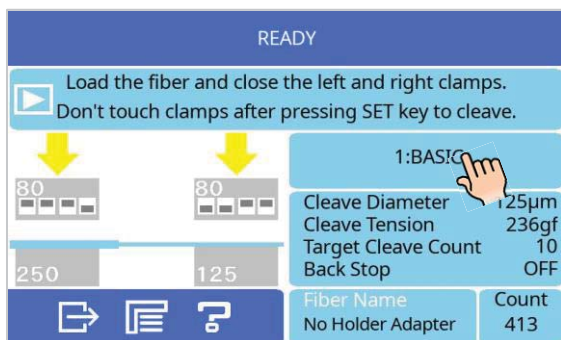 READY
Load the fiber and close the left and right clamps.
Don't touch clamps after pressing SET key to cleave.
80
80
250
125
1:BASIC
Cleave Diameter 125μm
Cleave Tension 236gf
Target Cleave Count 10
Back Stop OFF
Fiber Name
No Holder Adapter
Count
413